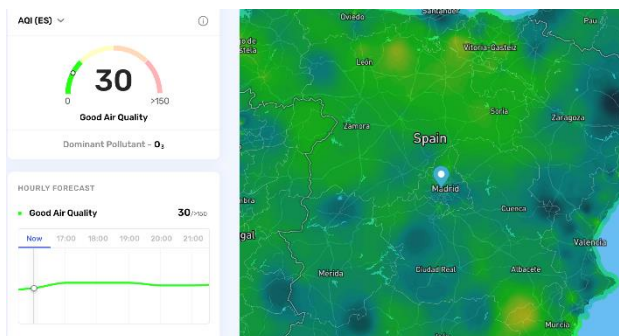 AQI (ES)
30
0
>150
Good Air Quality
Dominant Pollutant - O₃
HOURLY FORECAST
Good Air Quality
Now
17:00
18:00
19:00
20:00
21:00
Oviedo
Santander
Vitoria-Gasteiz
Pau
León
Soria
Zaragoza
Zamora
Spain
Madrid
Cuenca
Valencia
Mérida
Ciudad Real
Albacete
Murcia